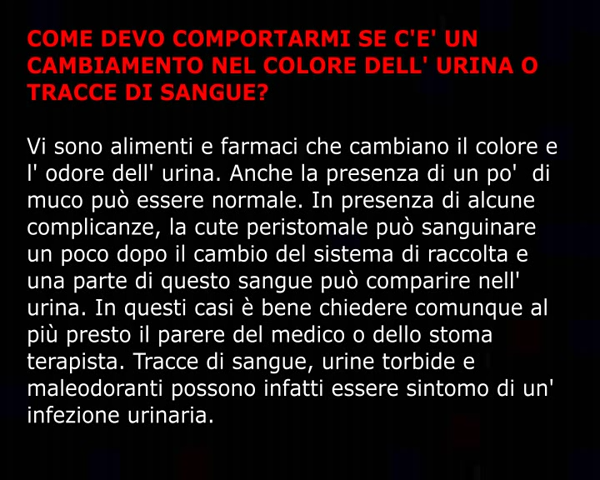 COME DEVO COMPORTARMI SE C'E' UN
CAMBIAMENTO NEL COLORE DELL' URINA O
TRACCE DI SANGUE?
Vi sono alimenti e farmaci che cambiano il colore e
l' odore dell' urina. Anche la presenza di un po'  di
muco può essere normale. In presenza di alcune
complicanze, la cute peristomale può sanguinare
un poco dopo il cambio del sistema di raccolta e
una parte di questo sangue può comparire nell'
urina. In questi casi è bene chiedere comunque al
più presto il parere del medico o dello stoma
terapista. Tracce di sangue, urine torbide e
maleodoranti possono infatti essere sintomo di un'
infezione urinaria.